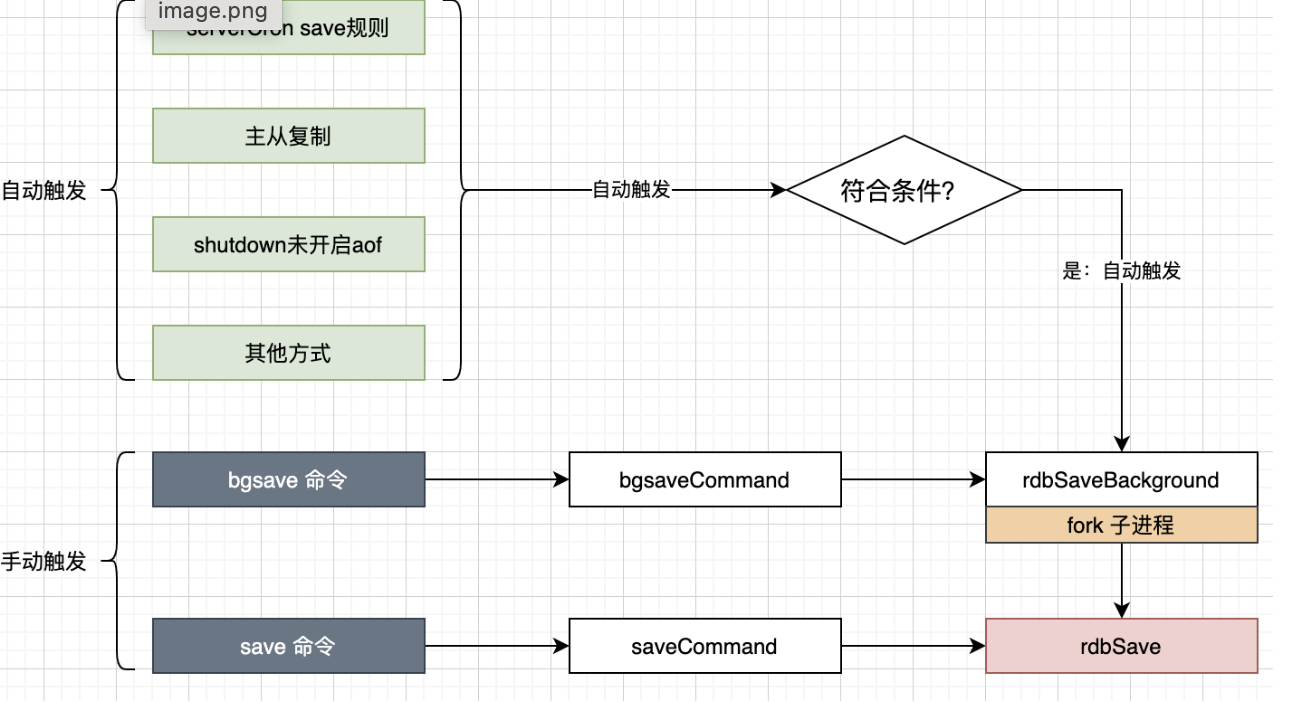 image.png
serverCron save规则
主从复制
自动触发
自动触发
符合条件？
shutdown未开启aof
是：自动触发
其他方式
bgsave 命令
bgsaveCommand
rdbSaveBackground
fork 子进程
手动触发
save 命令
saveCommand
rdbSave